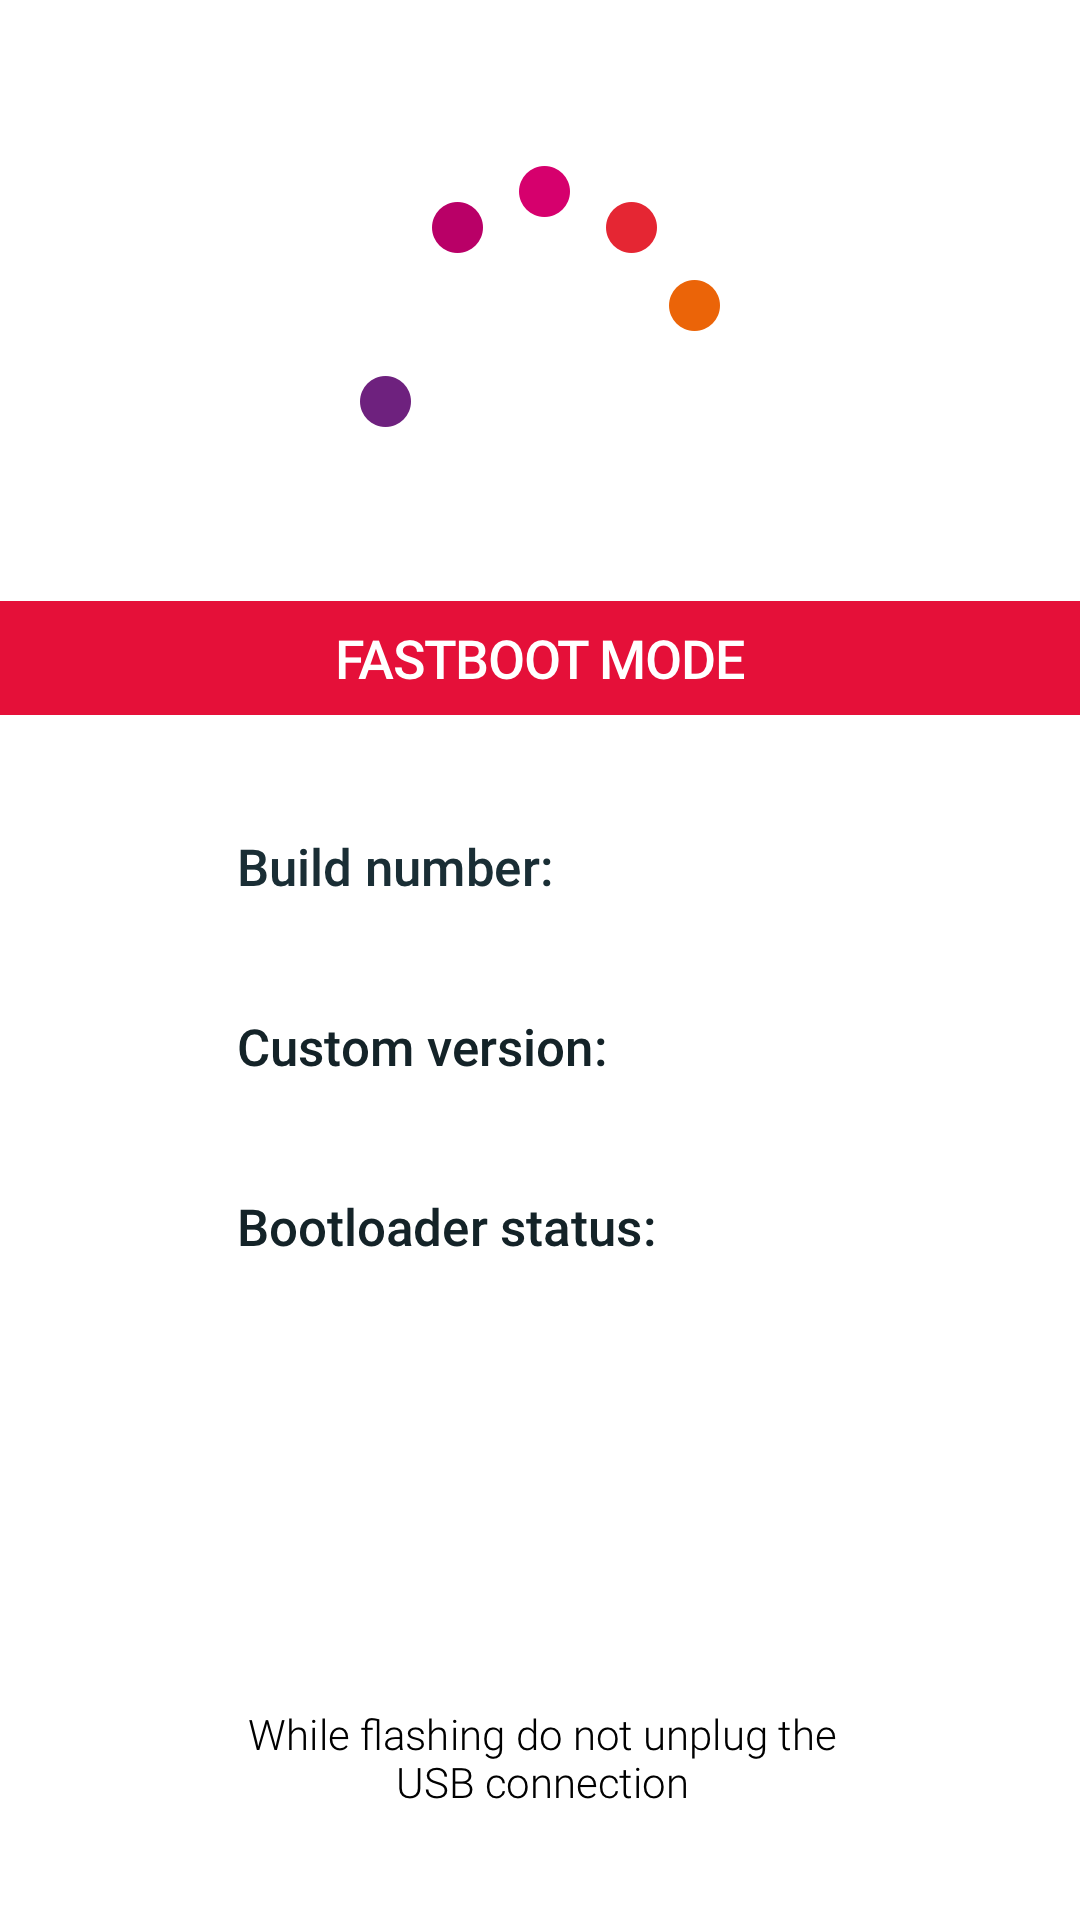 FASTBOOT MODE
Build number:
Custom version:
Bootloader status:
While flashing do not unplug the
USB connection